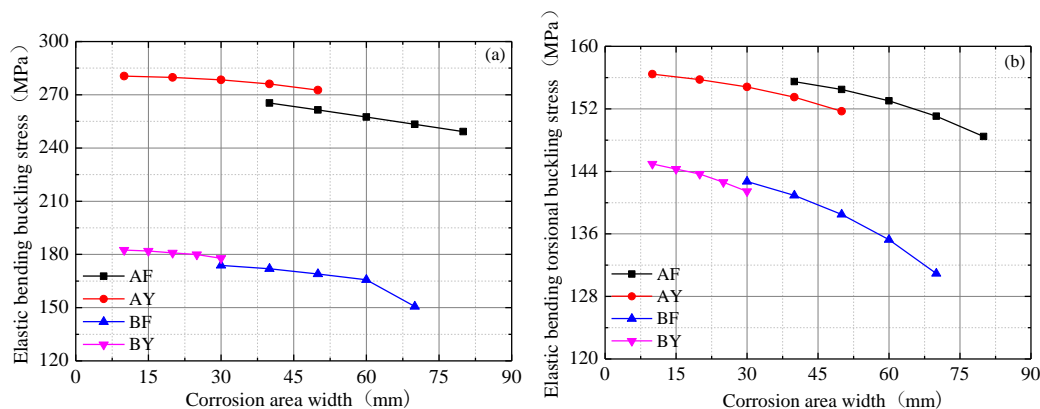 Elastic bending buckling stress（MPa）
300
270
240
210
180
150
120
(a)
AF
AY
BF
BY
0 15 30 45 60 75 90
Corrosion area width（mm）
Elastic bending torsional buckling stress（MPa）
160
152
144
136
128
120
(b)
AF
AY
BF
BY
0 15 30 45 60 75 90
Corrosion area width（mm）